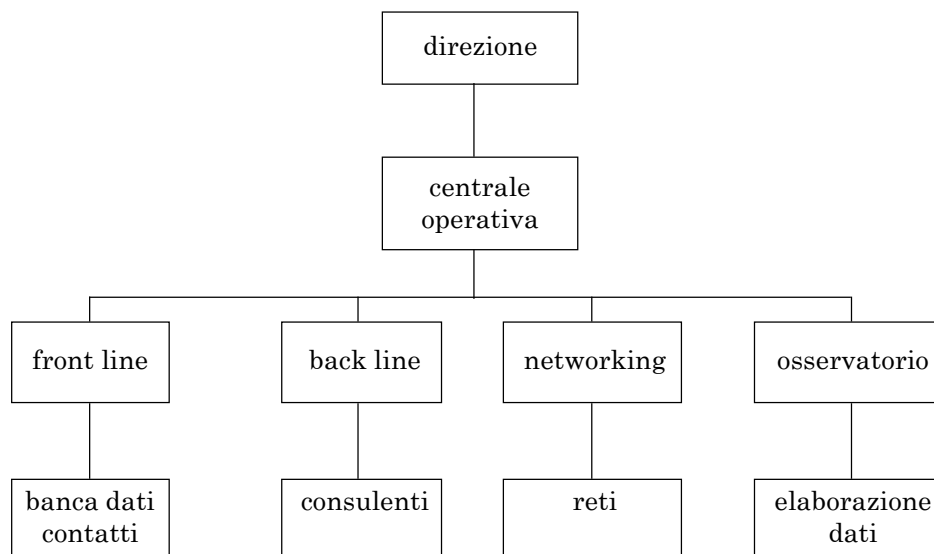 direzione
centrale
operativa
front line
back line
networking
osservatorio
banca dati
contatti
consulenti
reti
elaborazione
dati